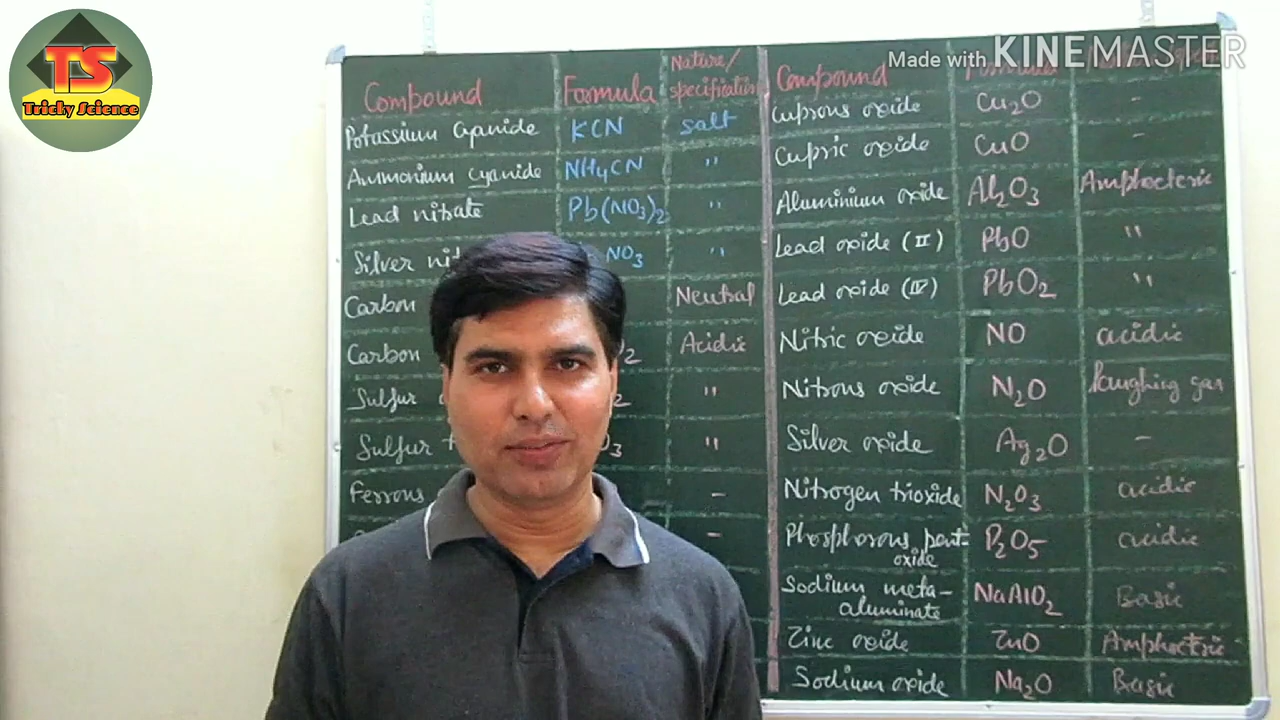 TS
Tricky Science
Made with KINEMASTER
Compound Formula Nature/ specification
Potassium Cyanide KCN salt
Ammonium cyanide NH4CN "
Lead nitrate Pb(NO3)2 "
Silver NO3 "
Carbon Neutral
Carbon 2 Acidic
Sulfur 2 "
Sulfur O3 "
Ferrous -
-
Compound
Cuprous oxide Cu2O -
Cupric oxide CuO -
Aluminium oxide Al2O3 Amphoteric
Lead oxide (II) PbO "
Lead oxide (IV) PbO2 "
Nitric oxide NO acidic
Nitrous oxide N2O laughing gas
Silver oxide Ag2O -
Nitrogen trioxide N2O3 acidic
Phosphorous pent- P2O5 acidic
oxide
Sodium meta- NaAlO2 Basic
aluminate
Zinc oxide ZnO Amphoteric
Sodium oxide Na2O Basic